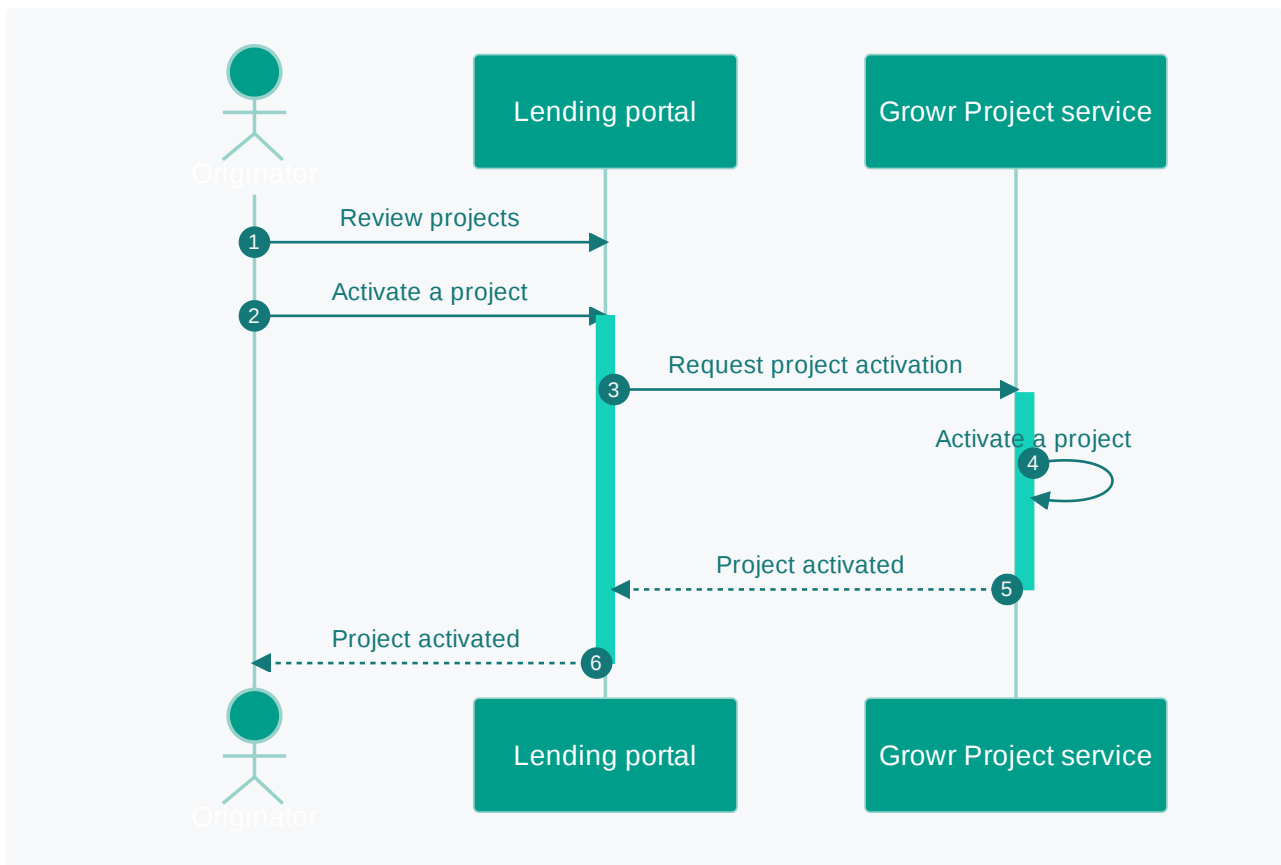 Originator
Lending portal
Growr Project service
Review projects
1
Activate a project
2
Request project activation
3
Activate a project
4
Project activated
5
Project activated
6
Originator
Lending portal
Growr Project service